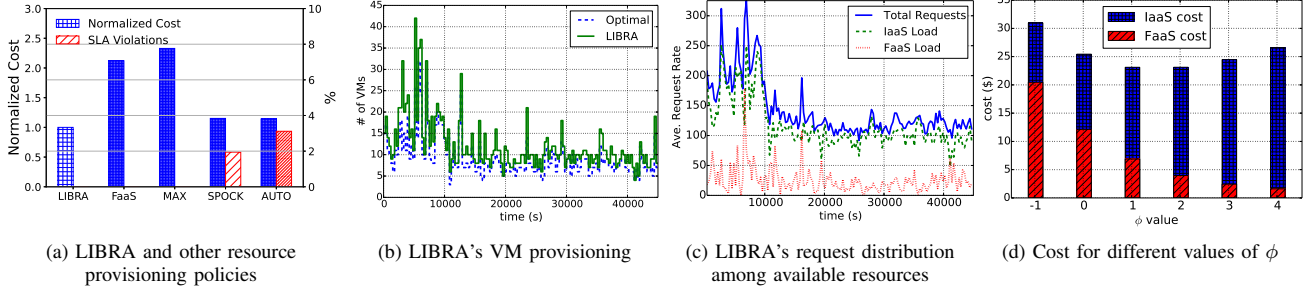 3.0
2.5
2.0
1.5
1.0
0.5
0.0
Normalized Cost
Normalized Cost
SLA Violations
10
8
6
4
2
0
%
LIBRA FaaS MAX SPOCK AUTO
(a) LIBRA and other resource
provisioning policies
45
40
35
30
25
20
15
10
5
0
# of VMs
Optimal
LIBRA
0 10000 20000 30000 40000
time (s)
(b) LIBRA's VM provisioning
300
250
200
150
100
50
0
Ave. Request Rate
Total Requests
IaaS Load
FaaS Load
0 10000 20000 30000 40000
time (s)
(c) LIBRA's request distribution
among available resources
35
30
25
20
15
10
5
0
cost ($)
IaaS cost
FaaS cost
-1 0 1 2 3 4
ϕ value
(d) Cost for different values of ϕ